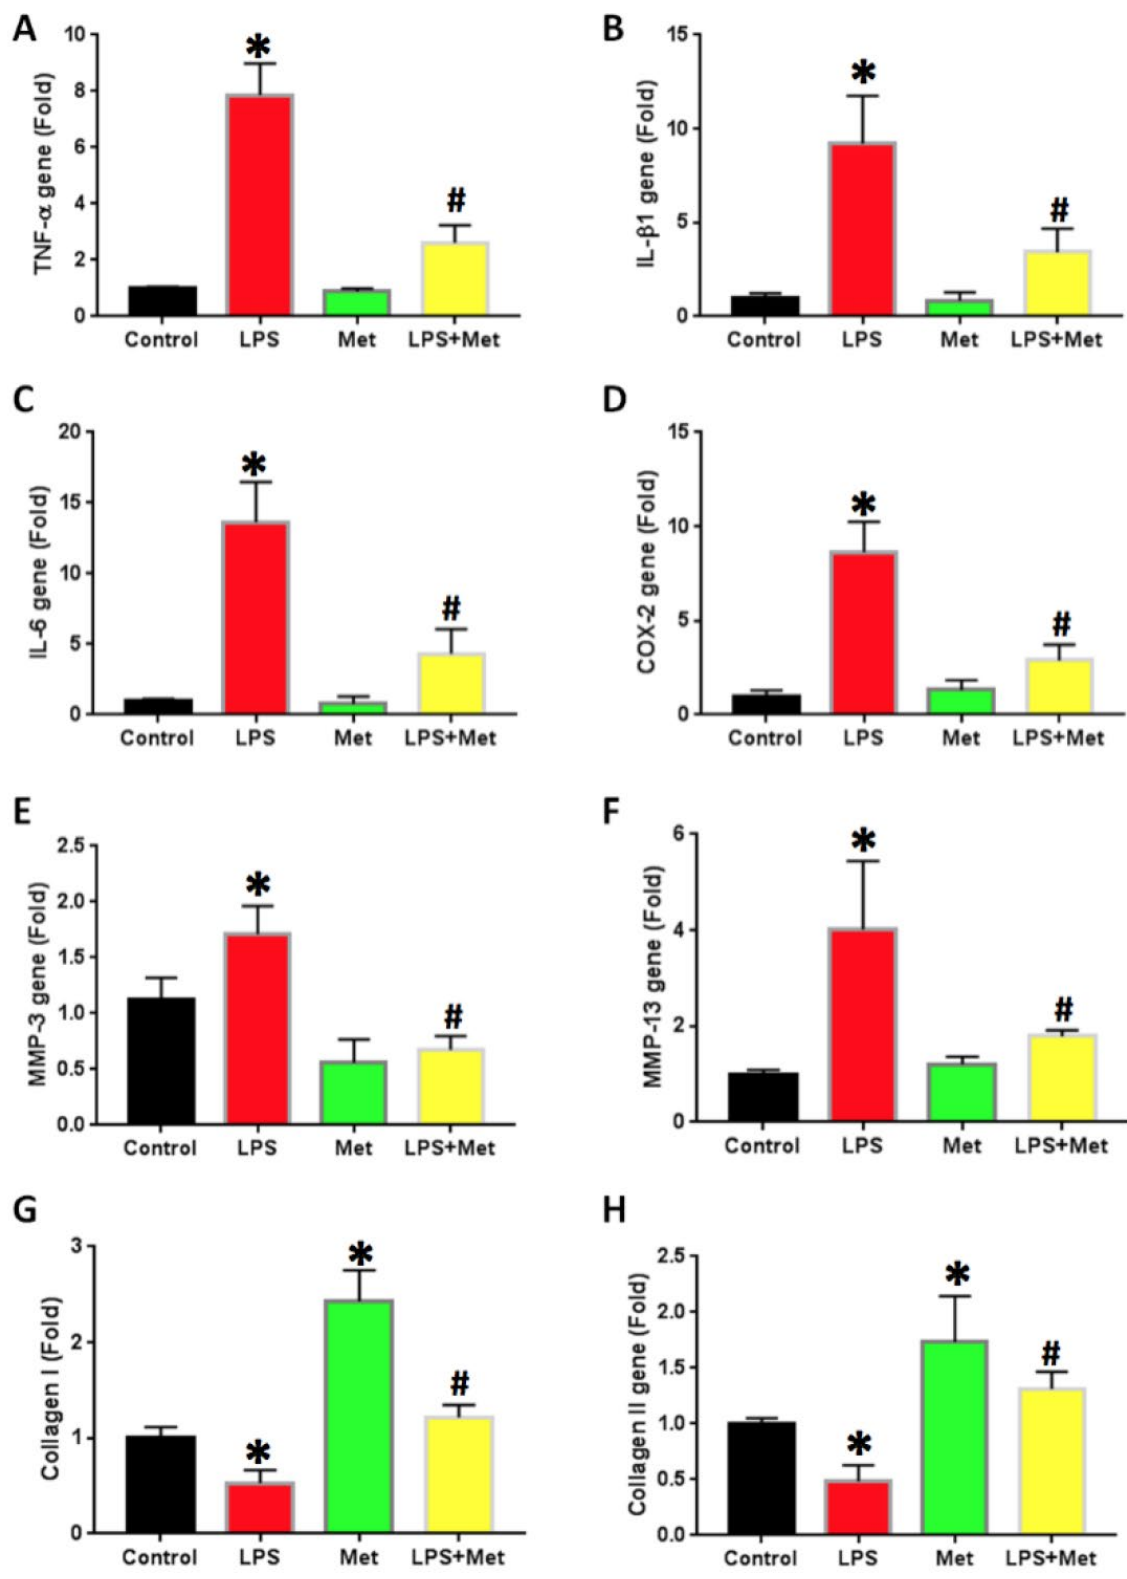 A
TNF-α gene (Fold)
10
8
6
4
2
0
*
#
Control LPS Met LPS+Met
B
IL-β1 gene (Fold)
15
10
5
0
*
#
Control LPS Met LPS+Met
C
IL-6 gene (Fold)
20
15
10
5
0
*
#
Control LPS Met LPS+Met
D
COX-2 gene (Fold)
15
10
5
0
*
#
Control LPS Met LPS+Met
E
MMP-3 gene (Fold)
2.5
2.0
1.5
1.0
0.5
0.0
*
#
Control LPS Met LPS+Met
F
MMP-13 gene (Fold)
6
4
2
0
*
#
Control LPS Met LPS+Met
G
Collagen I (Fold)
3
2
1
0
*
*
#
Control LPS Met LPS+Met
H
Collagen II gene (Fold)
2.5
2.0
1.5
1.0
0.5
0.0
*
*
#
Control LPS Met LPS+Met